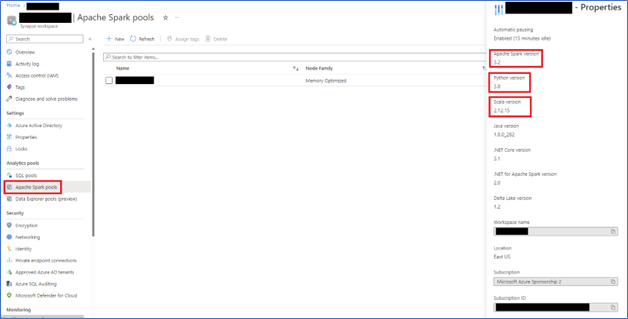 Home >
| Apache Spark pools
Synapse workspace
Search
Overview
Activity log
Access control (IAM)
Tags
Diagnose and solve problems
Settings
Azure Active Directory
Properties
Locks
Analytics pools
SQL pools
Apache Spark pools
Data Explorer pools (preview)
Security
Encryption
Networking
Identity
Private endpoint connections
Approved Azure AD tenants
Azure SQL Auditing
Microsoft Defender for Cloud
Monitoring
New Refresh Assign tags Delete
Search to filter items...
Name Node Family
Memory Optimized
- Properties
Automatic pausing
Enabled (15 minutes idle)
Apache Spark version
3.2
Python version
3.8
Scala version
2.12.15
Java version
1.8.0_282
.NET Core version
3.1
.NET for Apache Spark version
2.0
Delta Lake version
1.2
Workspace name
Location
East US
Subscription
Microsoft Azure Sponsorship 2
Subscription ID